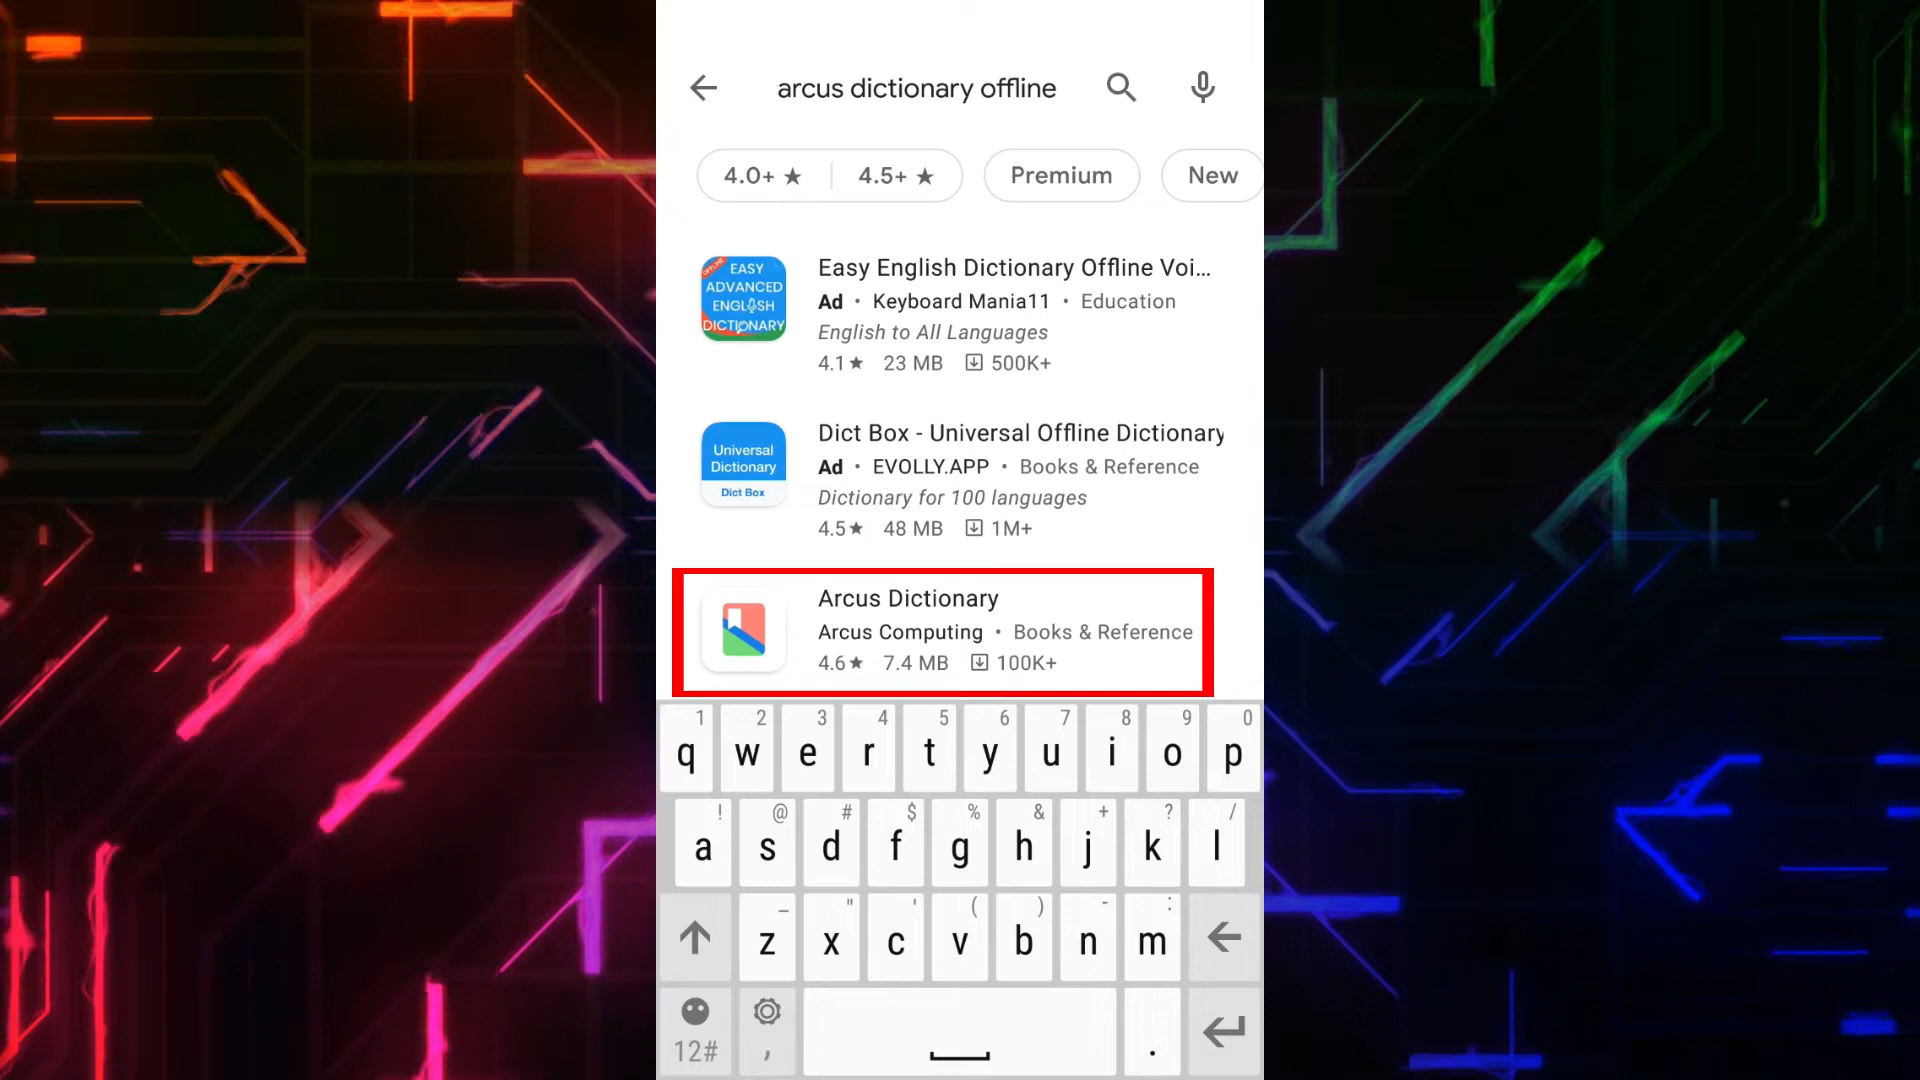 arcus dictionary offline
4.0+ ★ 4.5+ ★ Premium New
OFFLINE
EASY
ADVANCED
ENGLISH
DICTIONARY
Easy English Dictionary Offline Voi...
Ad • Keyboard Mania11 • Education
English to All Languages
4.1★ 23 MB 500K+
Universal
Dictionary
Dict Box
Dict Box - Universal Offline Dictionary
Ad • EVOLLY.APP • Books & Reference
Dictionary for 100 languages
4.5★ 48 MB 1M+
Arcus Dictionary
Arcus Computing • Books & Reference
4.6★ 7.4 MB 100K+
1 2 3 4 5 6 7 8 9 0
q w e r t y u i o p
! @ # $ % & + ? /
a s d f g h j k l
_ " ' ( ) - :
z x c v b n m
12# , .